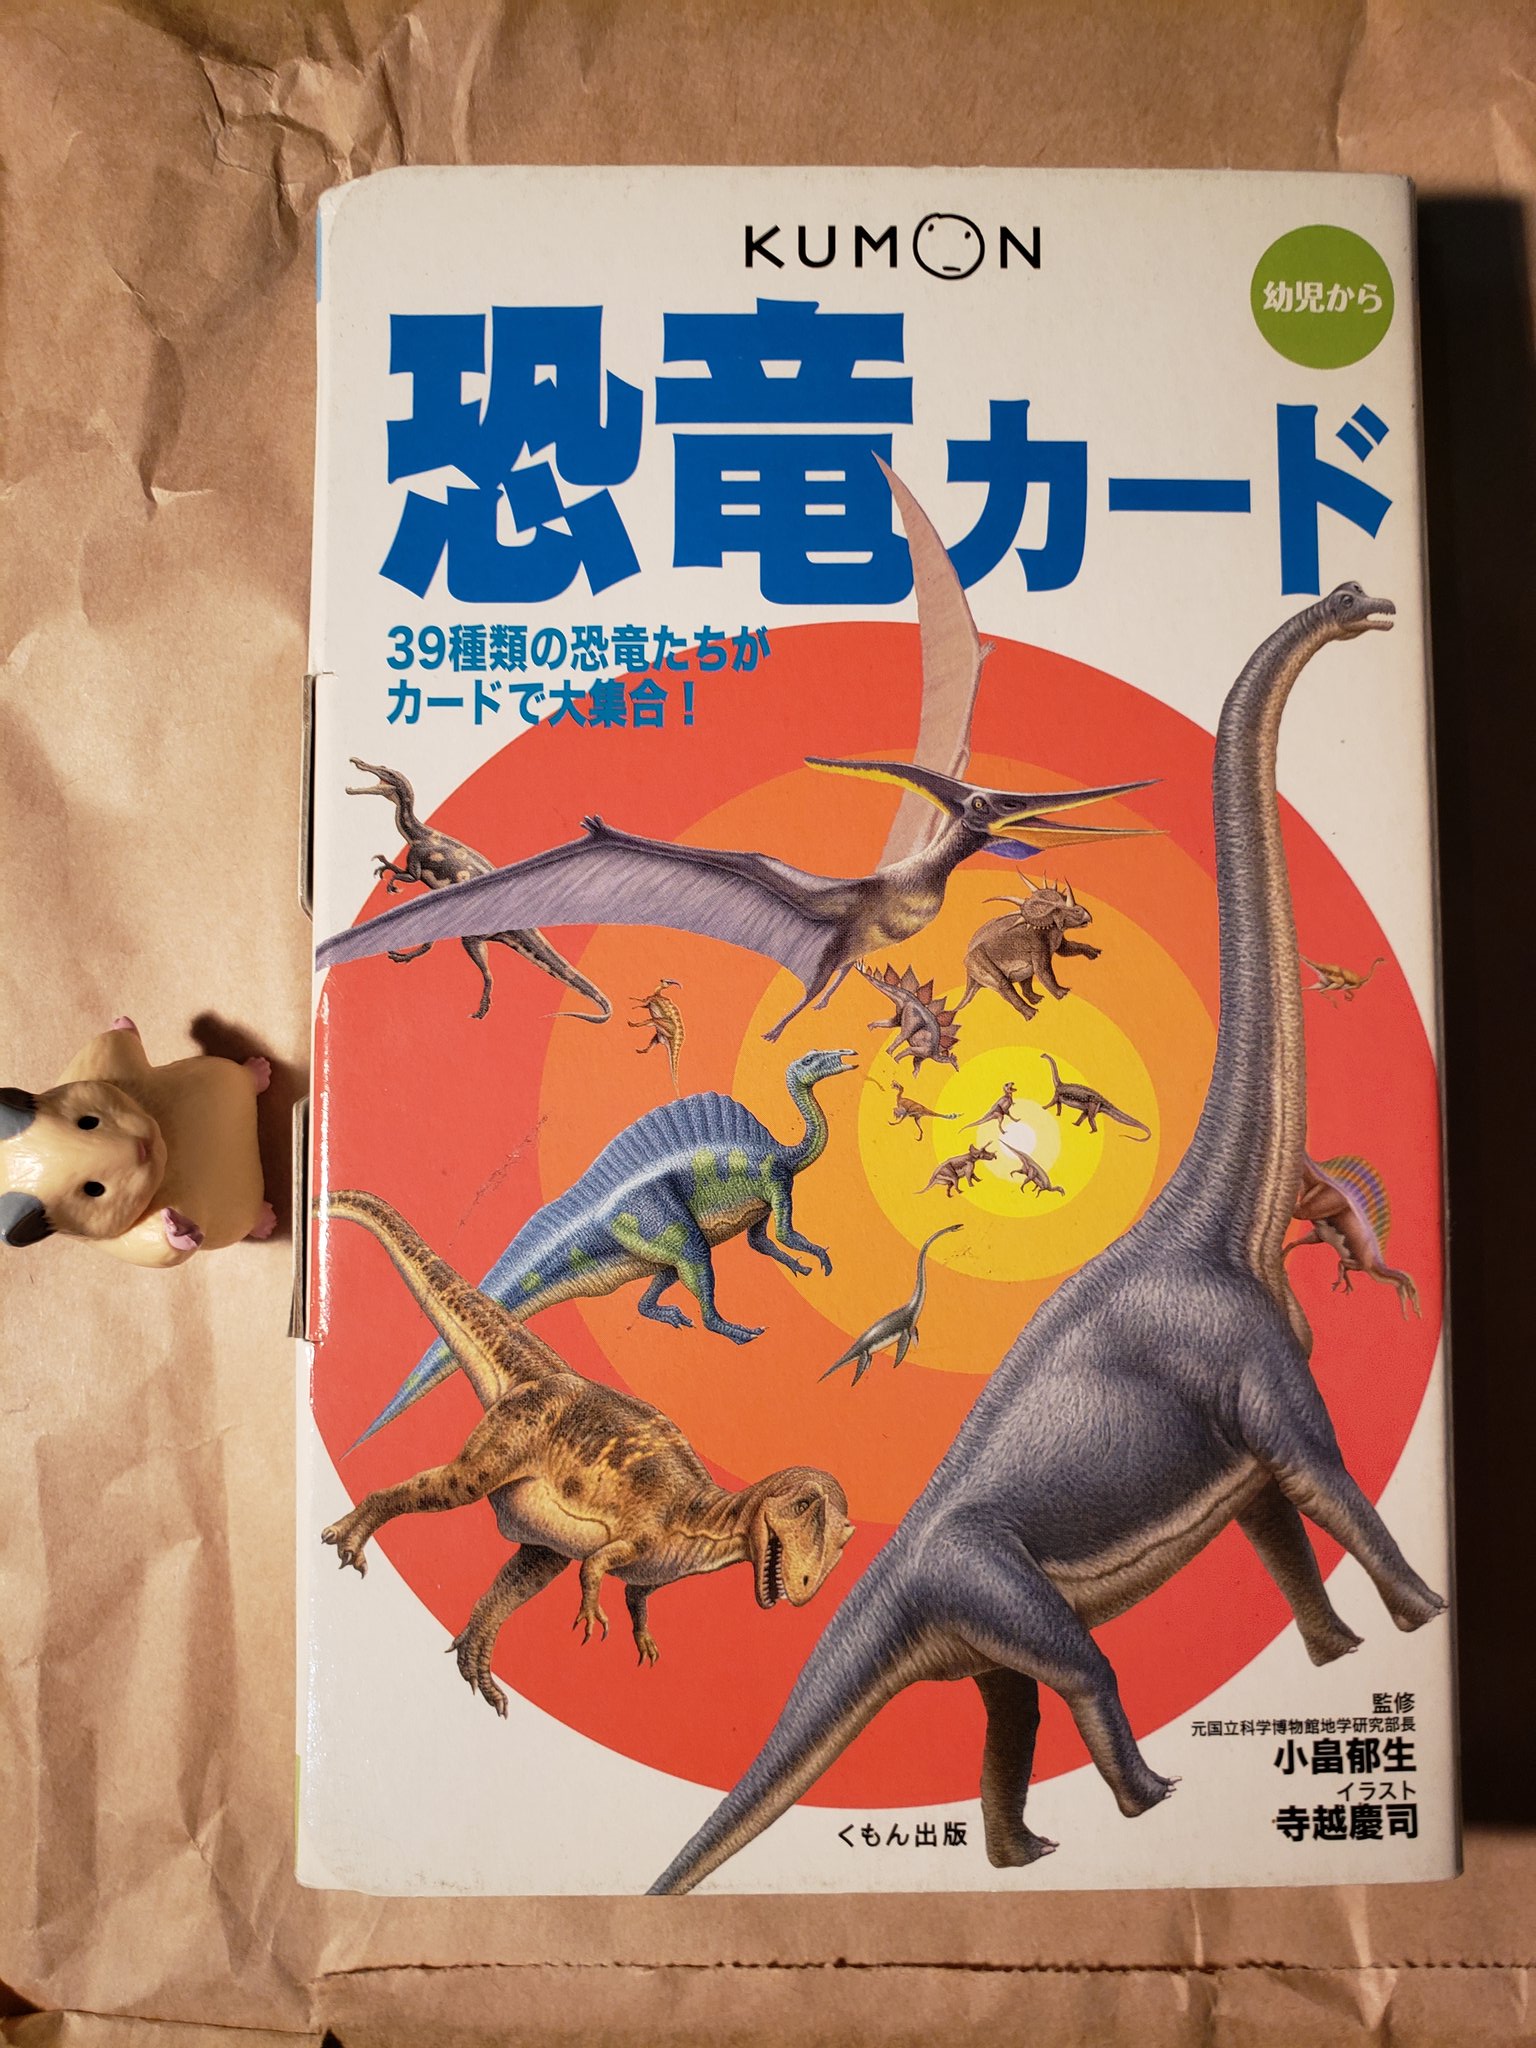 KUMON
幼児から
恐竜カード
39種類の恐竜たちが
カードで大集合！
監修
元国立科学博物館地学研究部長
小畠郁生
イラスト
寺越慶司
くもん出版